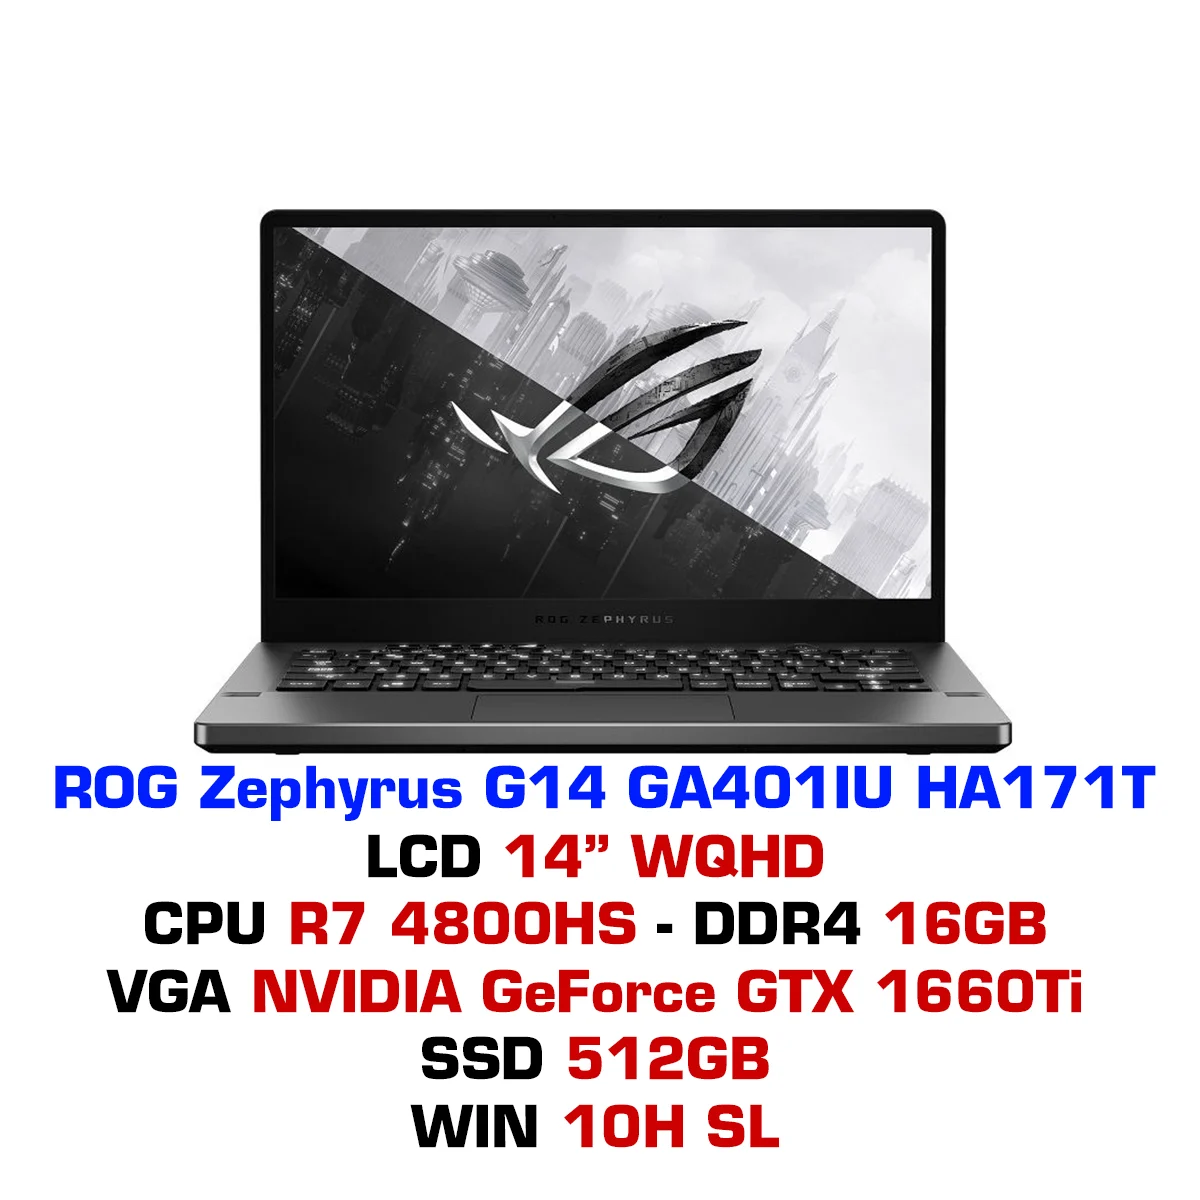 ROG ZEPHYRUS
ROG Zephyrus G14 GA401IU HA171T
LCD 14” WQHD
CPU R7 4800HS - DDR4 16GB
VGA NVIDIA GeForce GTX 1660Ti
SSD 512GB
WIN 10H SL